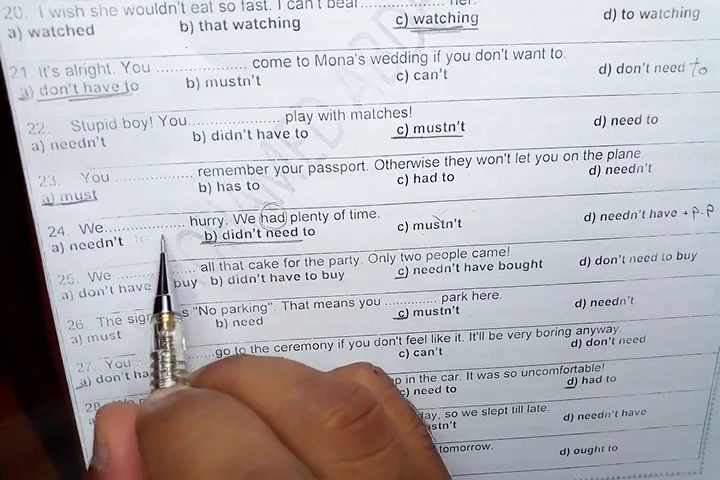 20. I wish she wouldn't eat so fast. I can't bear.................. her.
a) watched b) that watching c) watching d) to watching
21. It's alright. You .................. come to Mona's wedding if you don't want to.
a) don't have to b) mustn't c) can't d) don't need to
22. Stupid boy! You.................... play with matches!
a) needn't b) didn't have to c) mustn't d) need to
23. You ................. remember your passport. Otherwise they won't let you on the plane
a) must b) has to c) had to d) needn't
24. We.................. hurry. We had plenty of time.
a) needn't b) didn't need to c) mustn't d) needn't have + P.P
25. We .................. all that cake for the party. Only two people came!
a) don't have buy b) didn't have to buy c) needn't have bought d) don't need to buy
26. The sign s "No parking". That means you .............. park here.
a) must b) need c) mustn't d) needn't
27. You ..........go to the ceremony if you don't feel like it. It'll be very boring anyway.
a) don't ha c) can't d) don't need
28. in the car. It was so uncomfortable!
c) need to d) had to
so we slept till late.
d) needn't have
tomorrow.
d) ought to